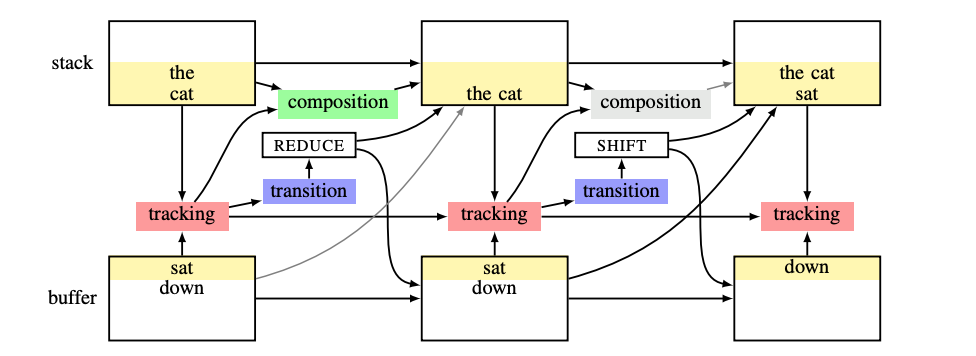 stack
the
cat
composition
REDUCE
transition
tracking
sat
down
buffer
the cat
composition
SHIFT
transition
tracking
sat
down
the cat
sat
tracking
down